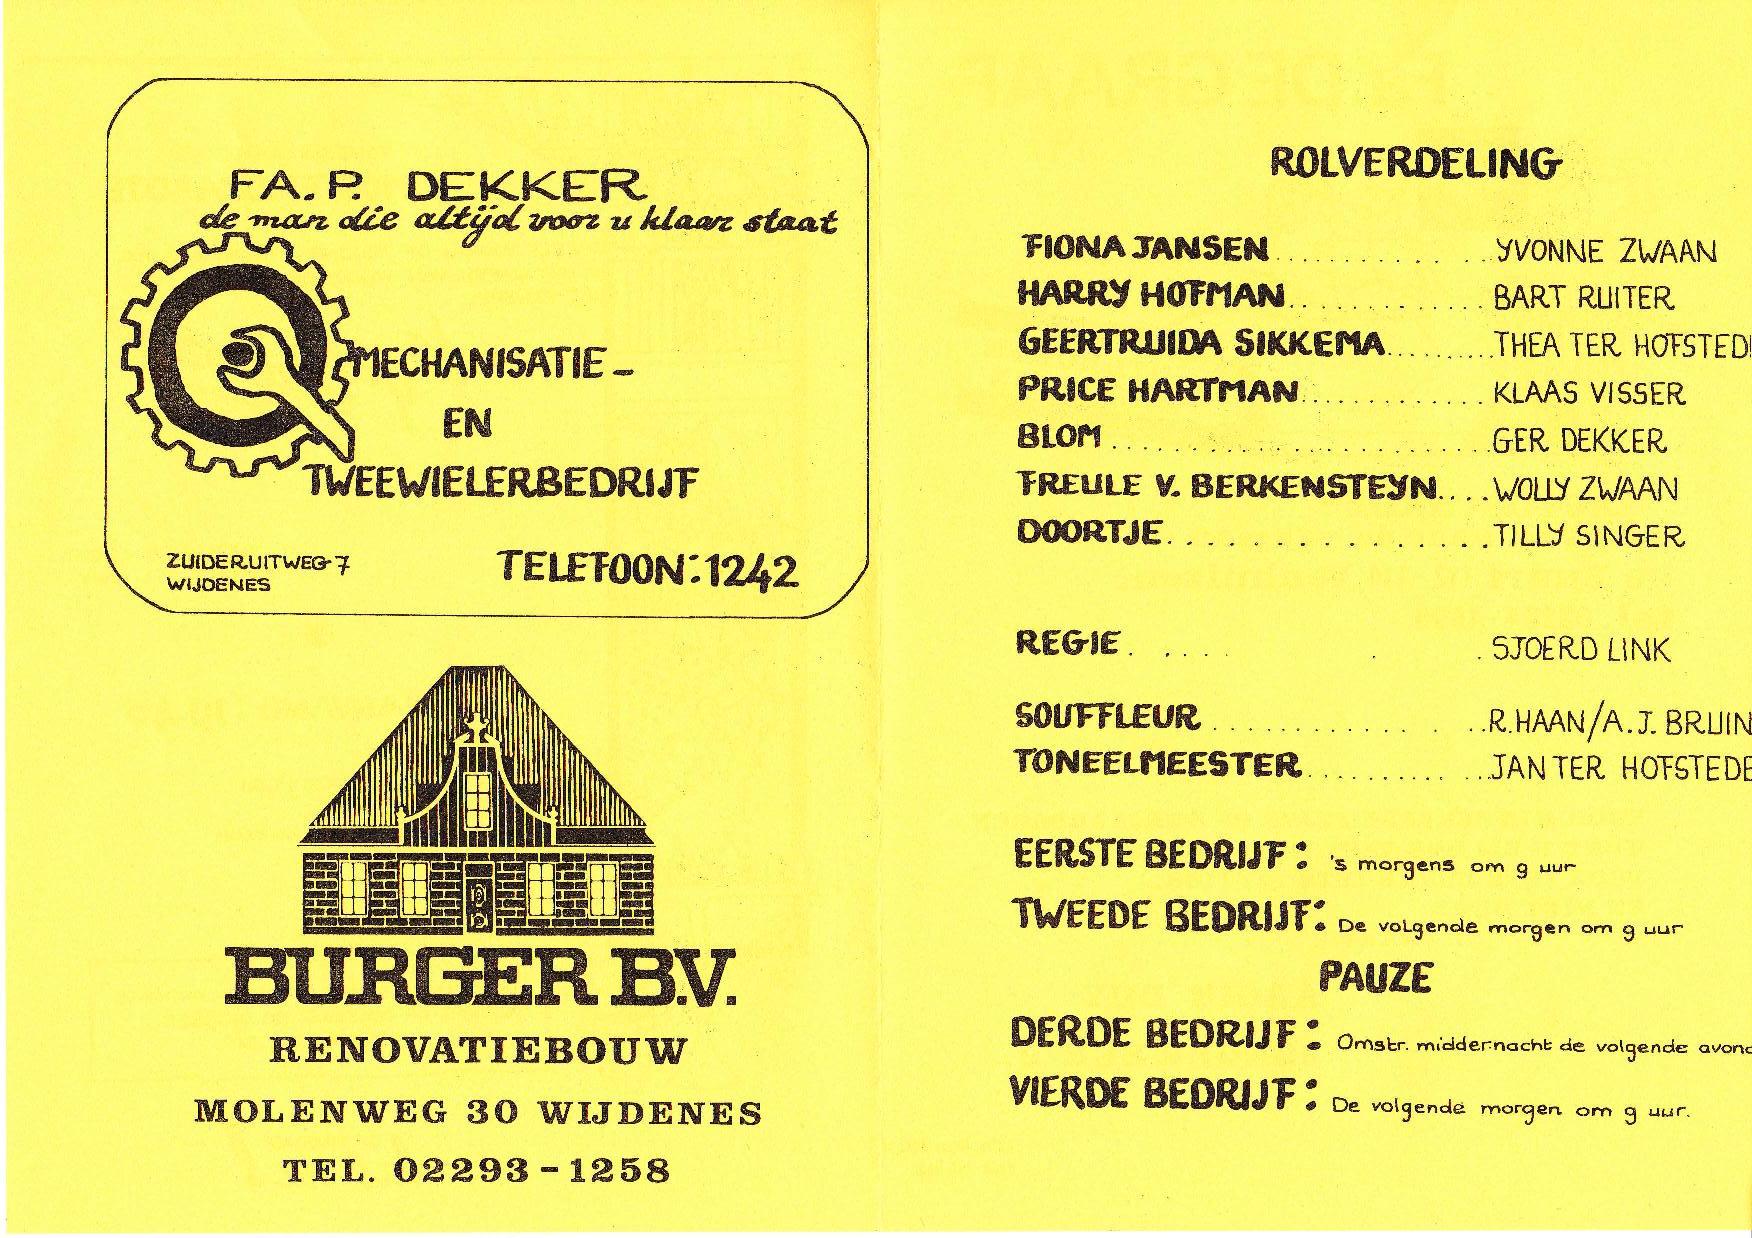 FA. P. DEKKER
de man die altijd voor u klaar staat
MECHANISATIE -
EN
TWEEWIELERBEDRIJF
ZUIDERUITWEG 7
WIJDENES
TELEFOON: 1242
BURGER B.V.
RENOVATIEBOUW
MOLENWEG 30 WIJDENES
TEL. 02293-1258
ROLVERDELING
FIONA JANSEN.......... YVONNE ZWAAN
HARRY HOFMAN.......... BART RUITER
GEERTRUIDA SIKKEMA.......... THEA TER HOFSTED
PRICE HARTMAN.......... KLAAS VISSER
BLOM.......... GER DEKKER
FREULE V. BERKENSTEYN.... WOLLY ZWAAN
DOORTJE.......... TILLY SINGER
REGIE..... SJOERD LINK
SOUFFLEUR.......... R. HAAN/A.J. BRUIN
TONEELMEESTER.......... JAN TER HOFSTEDE
EERSTE BEDRIJF: 's morgens om 9 uur
TWEEDE BEDRIJF: De volgende morgen om 9 uur
PAUZE
DERDE BEDRIJF: Omstr. middernacht de volgende avond
VIERDE BEDRIJF: De volgende morgen om 9 uur.